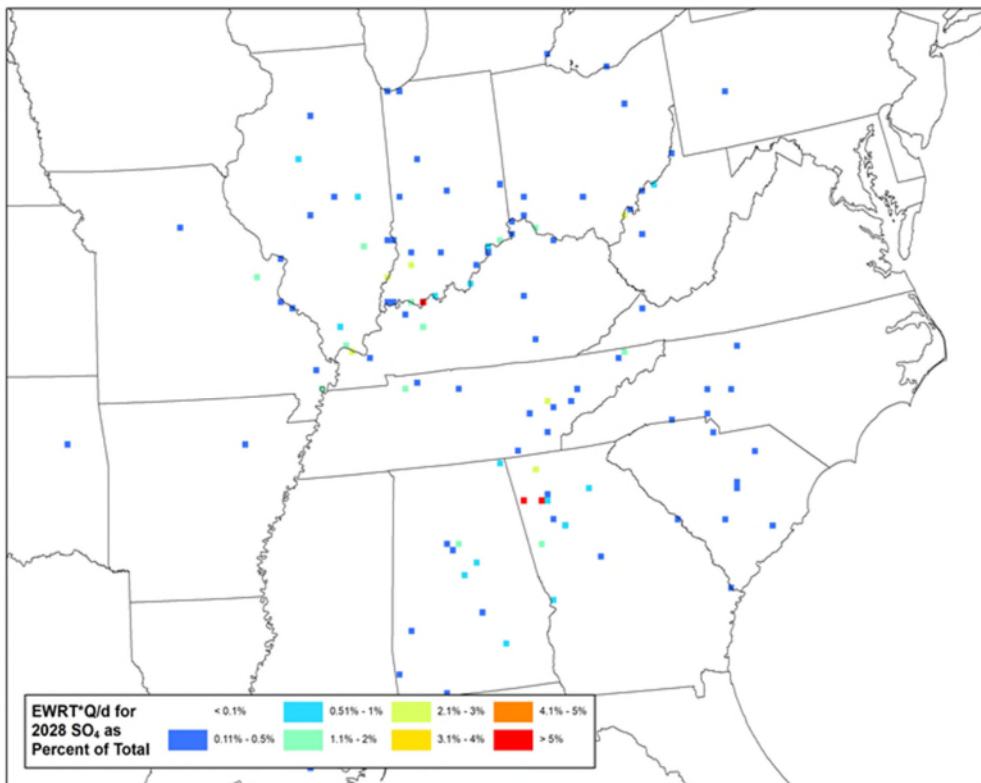 EWRT*Q/d for
2028 SO₄ as
Percent of Total
< 0.1%
0.51% - 1%
2.1% - 3%
4.1% - 5%
0.11% - 0.5%
1.1% - 2%
3.1% - 4%
> 5%